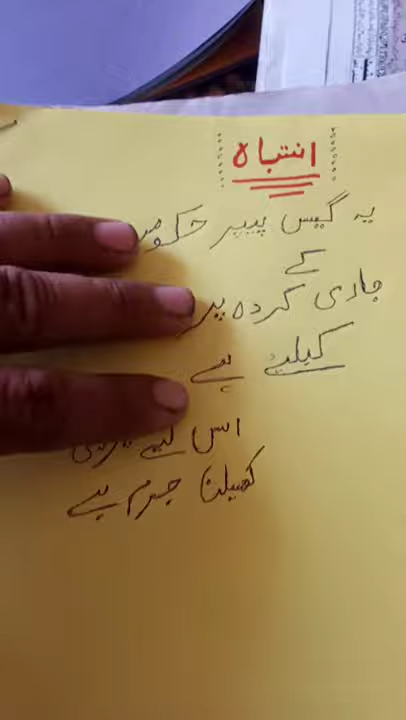 انتباہ
یہ گیس پیپر
کے
جاری کردہ
کیلئے ہے
اس لیے
کھیلنا جرم ہے